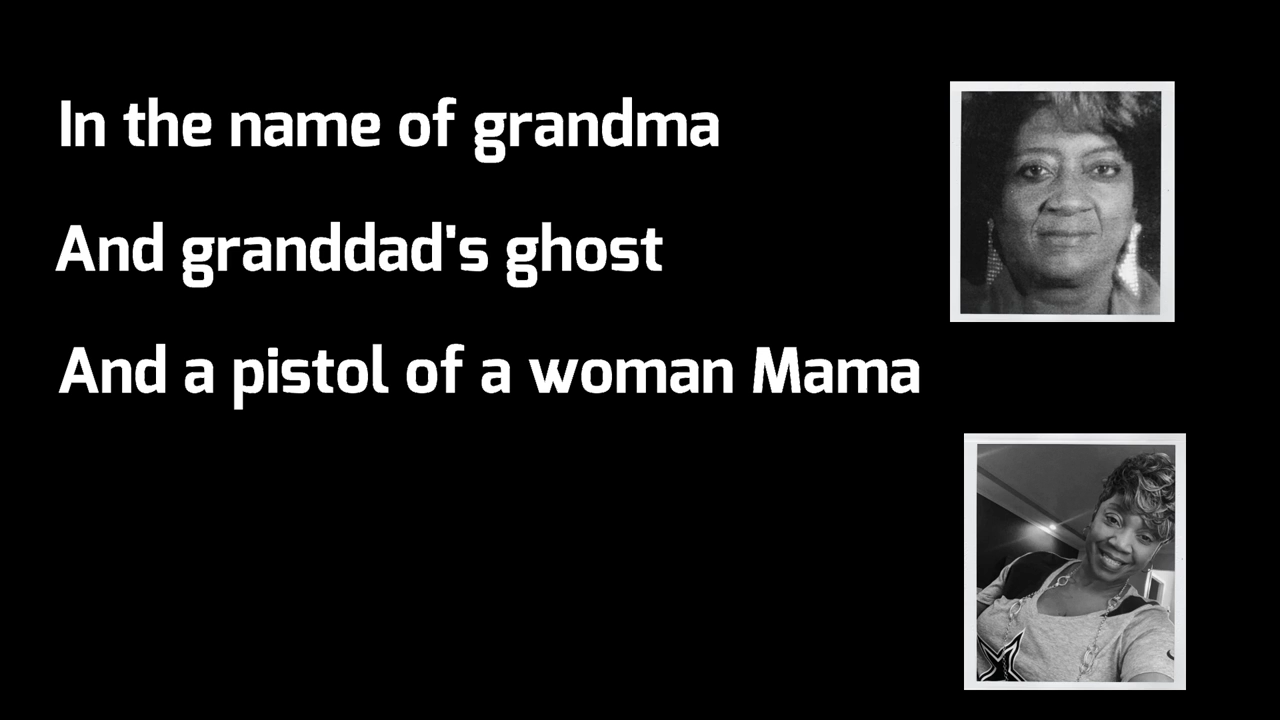 In the name of grandma
And granddad's ghost
And a pistol of a woman Mama